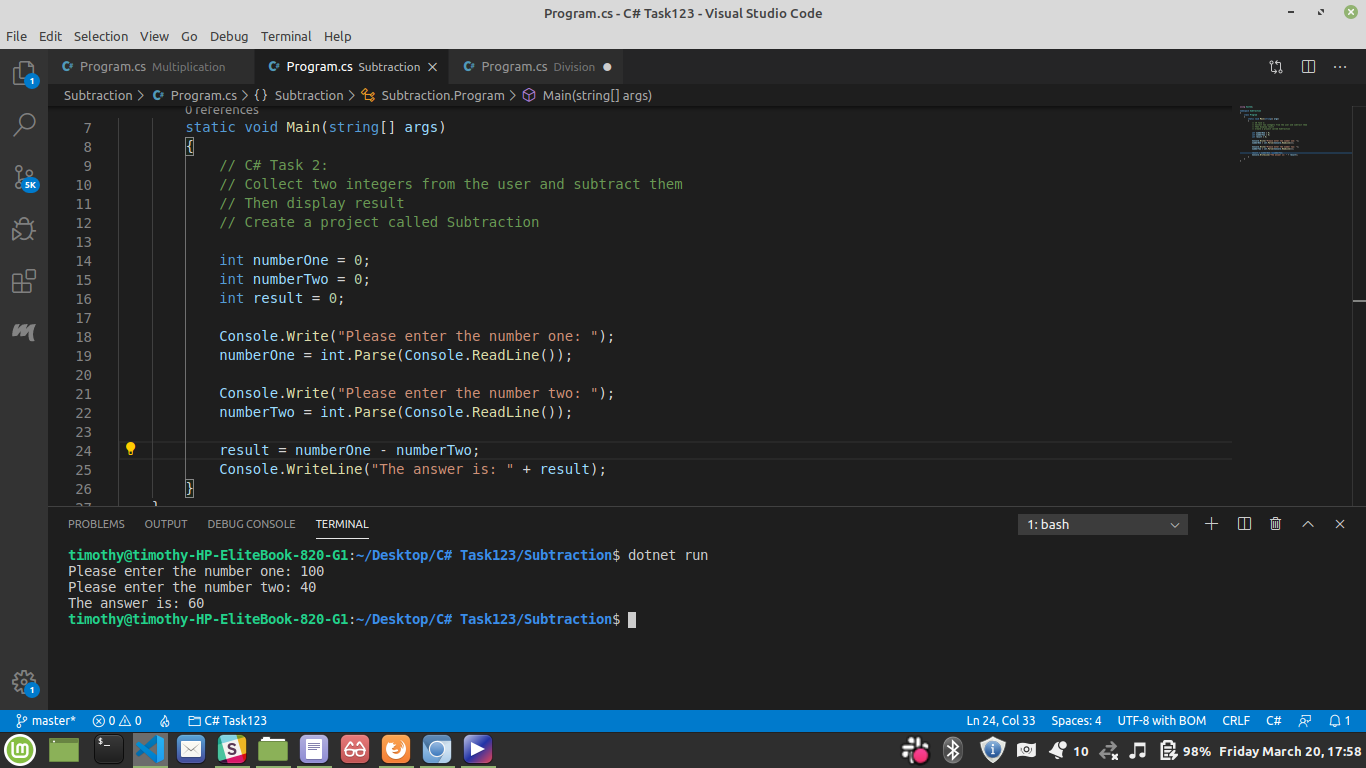 Program.cs - C# Task123 - Visual Studio Code
File Edit Selection View Go Debug Terminal Help
Program.cs Multiplication Program.cs Subtraction Program.cs Division
Subtraction > Program.cs > {} Subtraction > Subtraction.Program > Main(string[] args)
0 references
7 static void Main(string[] args)
8 {
9 // C# Task 2:
10 // Collect two integers from the user and subtract them
11 // Then display result
12 // Create a project called Subtraction
13
14 int numberOne = 0;
15 int numberTwo = 0;
16 int result = 0;
17
18 Console.Write("Please enter the number one: ");
19 numberOne = int.Parse(Console.ReadLine());
20
21 Console.Write("Please enter the number two: ");
22 numberTwo = int.Parse(Console.ReadLine());
23
24 result = numberOne - numberTwo;
25 Console.WriteLine("The answer is: " + result);
26 }
27 }
1
5K
1
PROBLEMS OUTPUT DEBUG CONSOLE TERMINAL 1: bash
timothy@timothy-HP-EliteBook-820-G1:~/Desktop/C# Task123/Subtraction$ dotnet run
Please enter the number one: 100
Please enter the number two: 40
The answer is: 60
timothy@timothy-HP-EliteBook-820-G1:~/Desktop/C# Task123/Subtraction$
master* 0 0 C# Task123 Ln 24, Col 33 Spaces: 4 UTF-8 with BOM CRLF C# 1
10 98% Friday March 20, 17:58